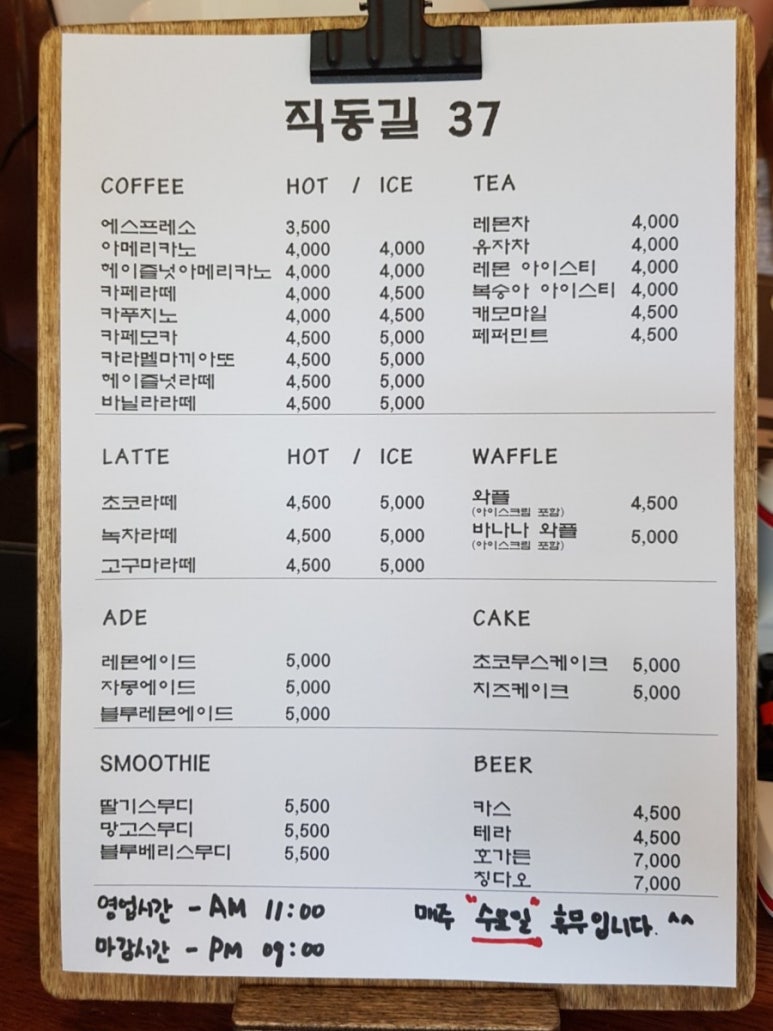 직동길 37
COFFEE HOT / ICE
에스프레소 3,500
아메리카노 4,000 4,000
헤이즐넛아메리카노 4,000 4,000
카페라떼 4,000 4,500
카푸치노 4,000 4,500
카페모카 4,500 5,000
카라멜마끼아또 4,500 5,000
헤이즐넛라떼 4,500 5,000
바닐라라떼 4,500 5,000
TEA
레몬차 4,000
유자차 4,000
레몬 아이스티 4,000
복숭아 아이스티 4,000
캐모마일 4,500
페퍼민트 4,500
LATTE HOT / ICE
초코라떼 4,500 5,000
녹차라떼 4,500 5,000
고구마라떼 4,500 5,000
WAFFLE
와플 4,500
(아이스크림 포함)
바나나 와플 5,000
(아이스크림 포함)
ADE
레몬에이드 5,000
자몽에이드 5,000
블루레몬에이드 5,000
CAKE
초코무스케이크 5,000
치즈케이크 5,000
SMOOTHIE
딸기스무디 5,500
망고스무디 5,500
블루베리스무디 5,500
BEER
카스 4,500
테라 4,500
호가든 7,000
칭다오 7,000
영업시간 - AM 11:00
마감시간 - PM 09:00
매주 "수요일" 휴무입니다. ^^